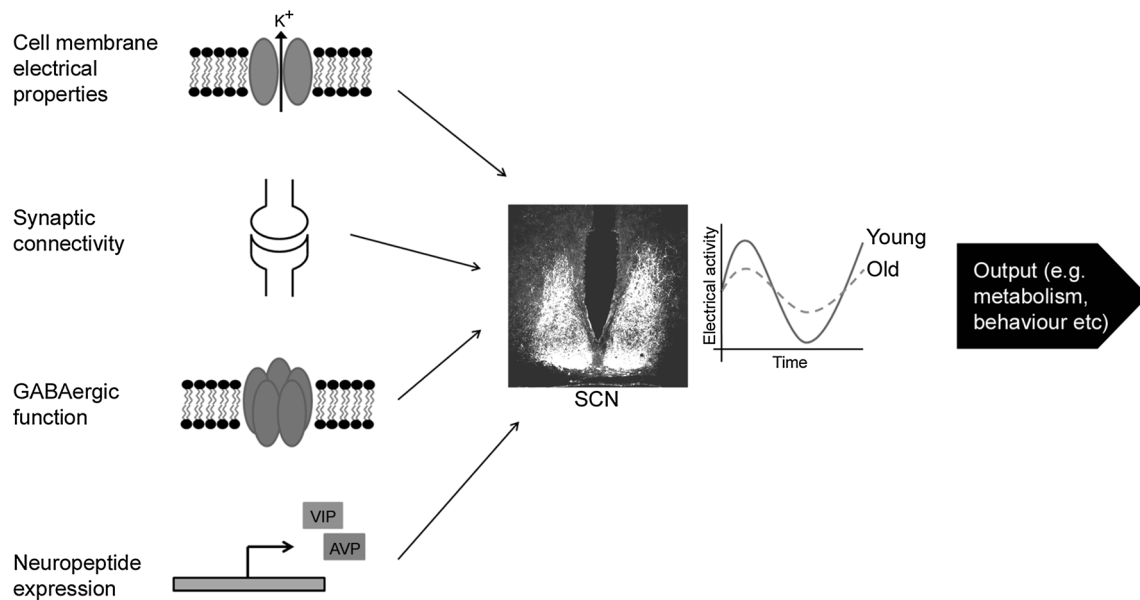 K+
Cell membrane
electrical
properties
Synaptic
connectivity
GABAergic
function
Neuropeptide
expression
VIP
AVP
SCN
Electrical activity
Time
Young
Old
Output (e.g.
metabolism,
behaviour etc)